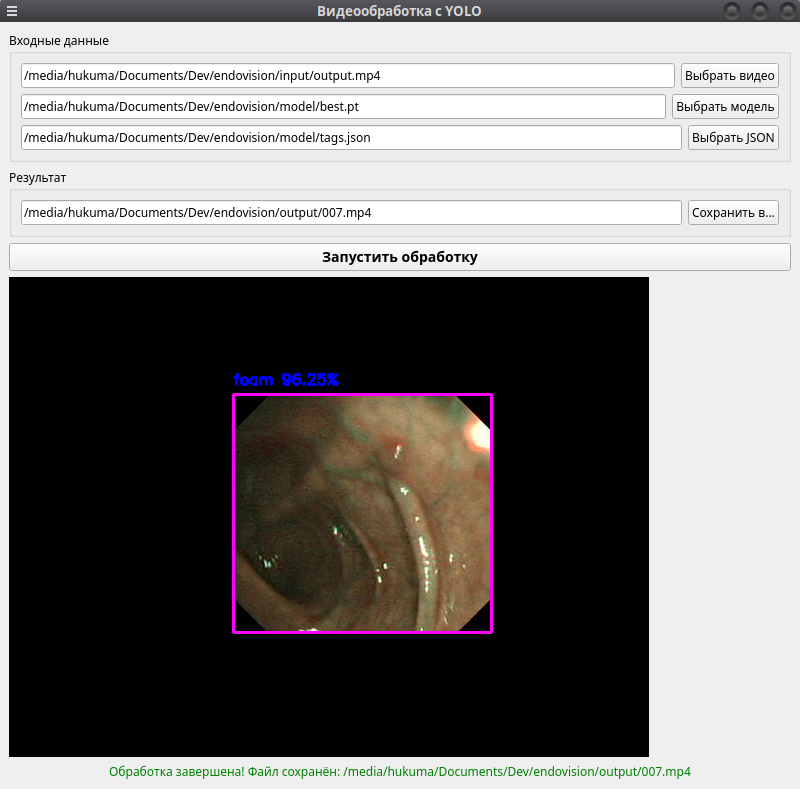 Видеообработка с YOLO
Входные данные
/media/hukuma/Documents/Dev/endovision/input/output.mp4 Выбрать видео
/media/hukuma/Documents/Dev/endovision/model/best.pt Выбрать модель
/media/hukuma/Documents/Dev/endovision/model/tags.json Выбрать JSON
Результат
/media/hukuma/Documents/Dev/endovision/output/007.mp4 Сохранить в...
Запустить обработку
foam 96.25%
Обработка завершена! Файл сохранён: /media/hukuma/Documents/Dev/endovision/output/007.mp4